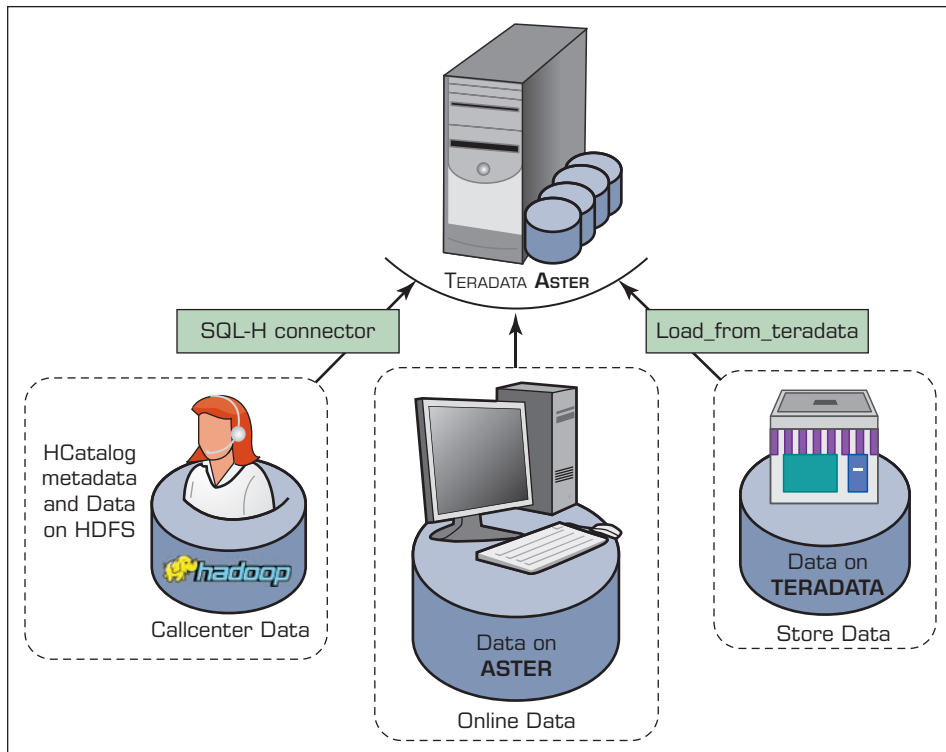 TERADATA ASTER
SQL-H connector
Load_from_teradata
HCatalog
metadata
and Data
on HDFS
hadoop
Callcenter Data
Data on
ASTER
Online Data
Data on
TERADATA
Store Data